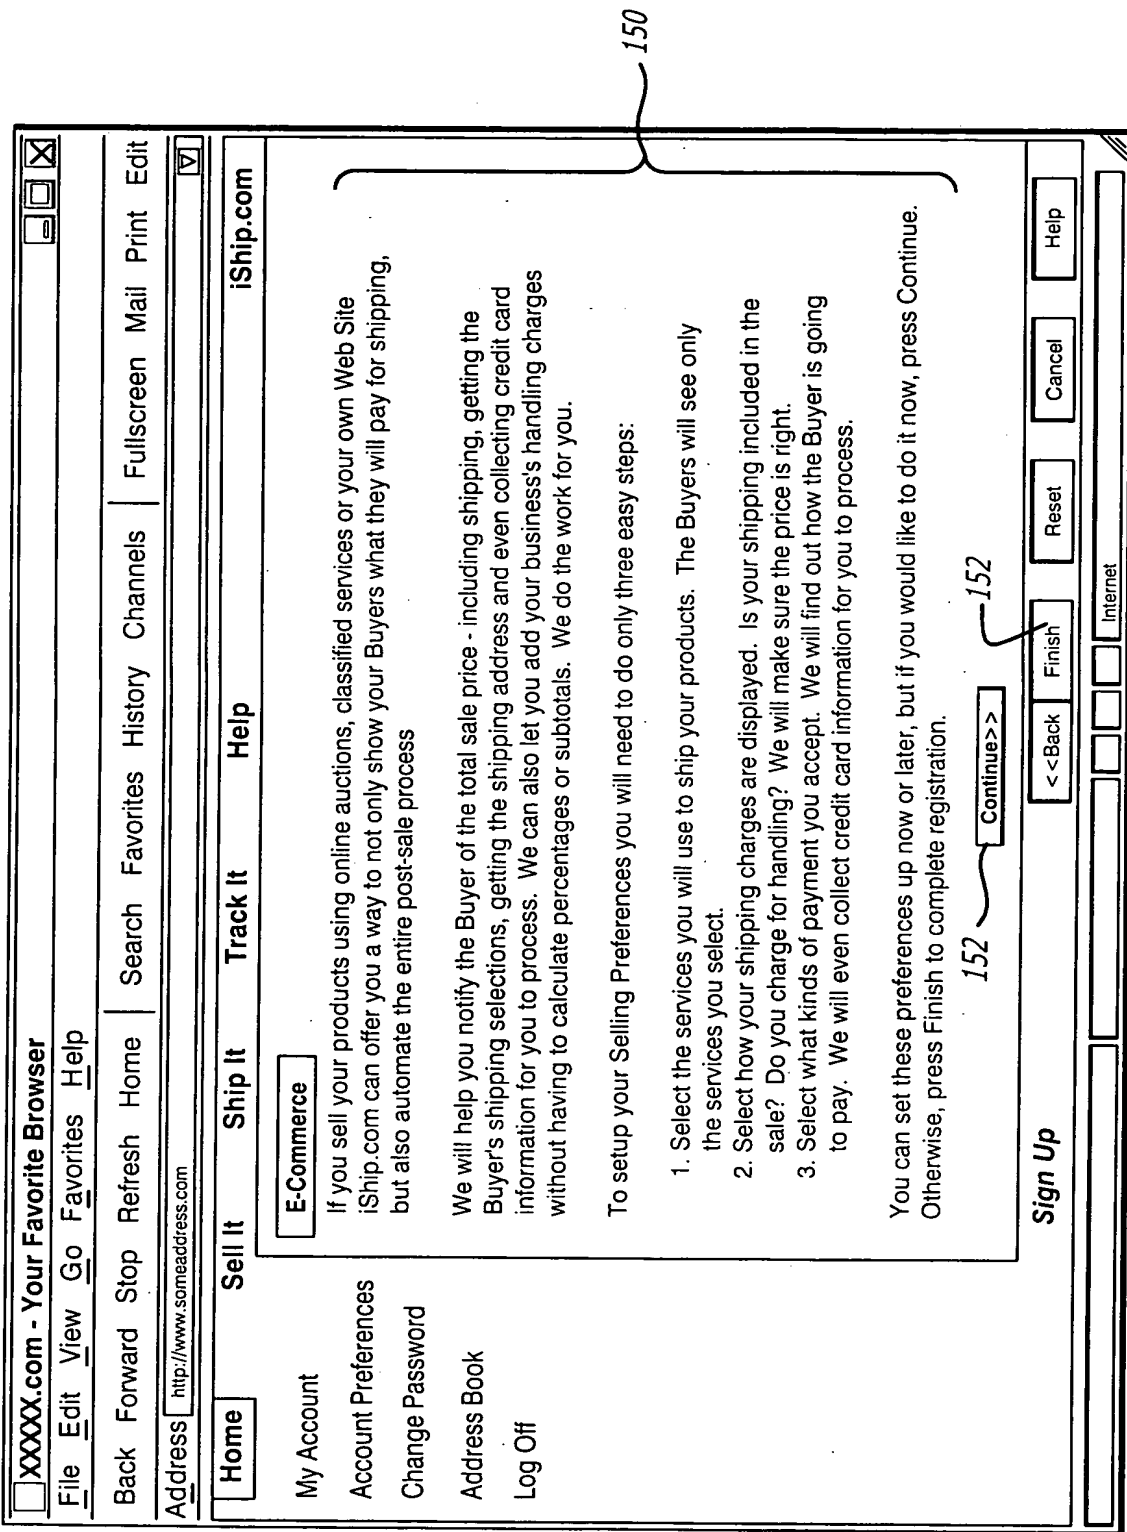 XXXXX.com - Your Favorite Browser
File Edit View Go Favorites Help
Back Forward Stop Refresh Home Search Favorites History Channels Fullscreen Mail Print Edit
Address http://www.someaddress.com
Home Sell It Ship It Track It Help iShip.com
My Account
Account Preferences
Change Password
Address Book
Log Off
E-Commerce
If you sell your products using online auctions, classified services or your own Web Site
iShip.com can offer you a way to not only show your Buyers what they will pay for shipping,
but also automate the entire post-sale process
We will help you notify the Buyer of the total sale price - including shipping, getting the
Buyer's shipping selections, getting the shipping address and even collecting credit card
information for you to process. We can also let you add your business's handling charges
without having to calculate percentages or subtotals. We do the work for you.
To setup your Selling Preferences you will need to do only three easy steps:
1. Select the services you will use to ship your products. The Buyers will see only
the services you select.
2. Select how your shipping charges are displayed. Is your shipping included in the
sale? Do you charge for handling? We will make sure the price is right.
3. Select what kinds of payment you accept. We will find out how the Buyer is going
to pay. We will even collect credit card information for you to process.
You can set these preferences up now or later, but if you would like to do it now, press Continue.
Otherwise, press Finish to complete registration.
150
152 Continue>> 152
Sign Up <<Back Finish Reset Cancel Help
Internet